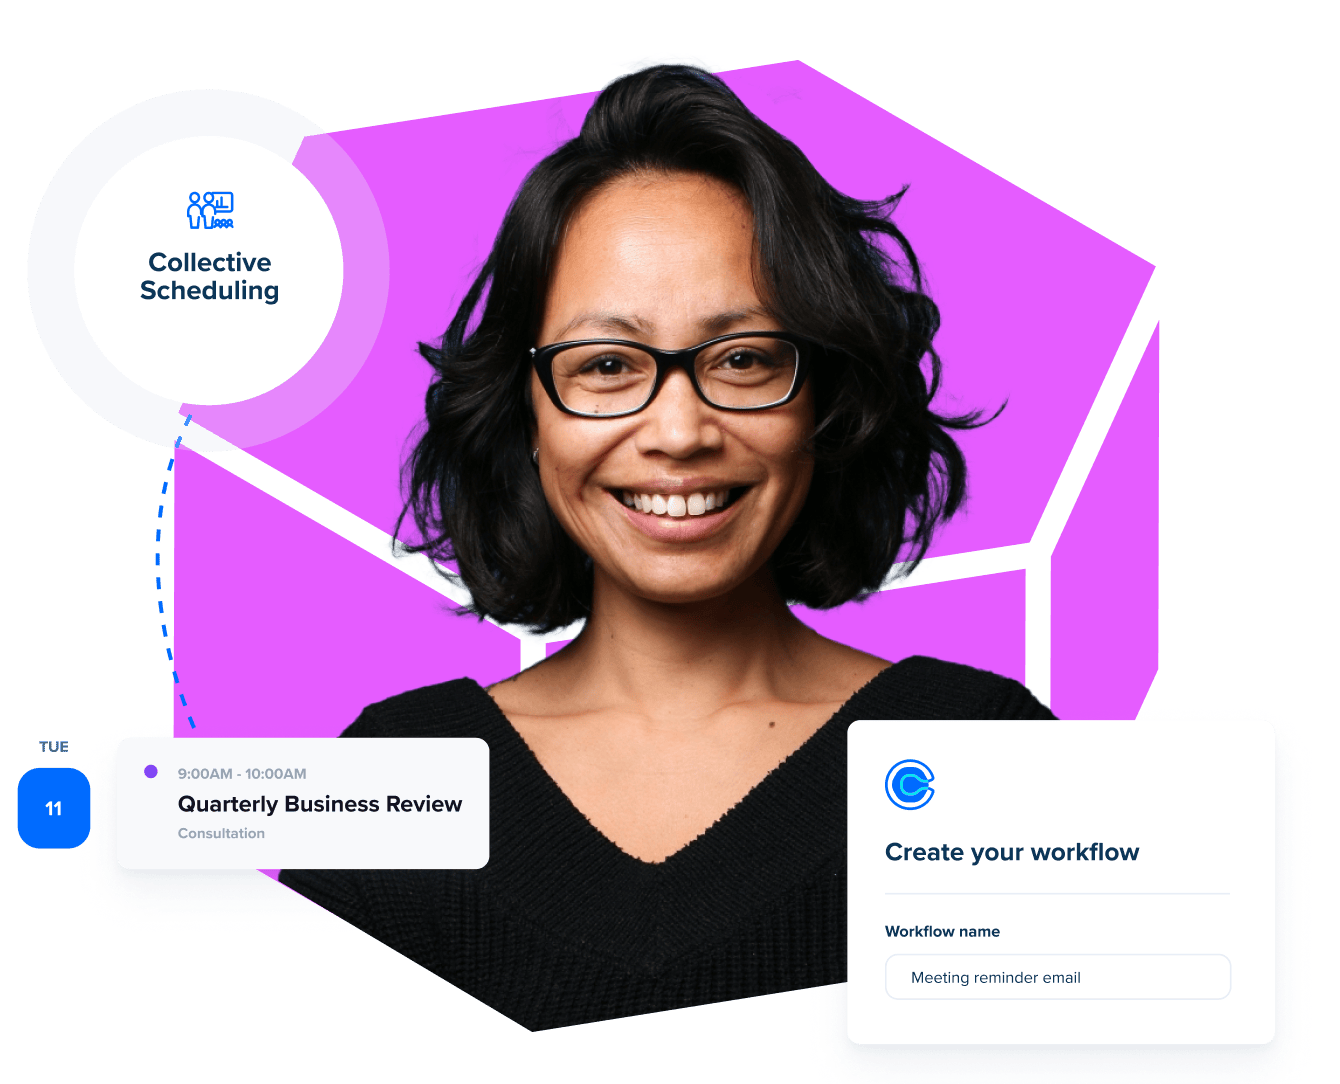 Collective
Scheduling
TUE
11
9:00AM - 10:00AM
Quarterly Business Review
Consultation
Create your workflow
Workflow name
Meeting reminder email